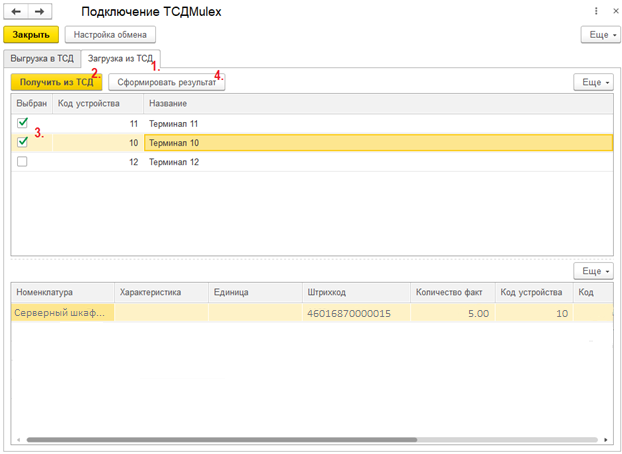 Подключение ТСДMulex
Закрыть Настройка обмена Еще
Выгрузка в ТСД Загрузка из ТСД 1.
Получить из ТСД 2. Сформировать результат 4. Еще
Выбран Код устройства Название
11 Терминал 11
3. 10 Терминал 10
12 Терминал 12
Еще
Номенклатура Характеристика Единица Штрихкод Количество факт Код устройства Код
Серверный шкаф... 46016870000015 5.00 10